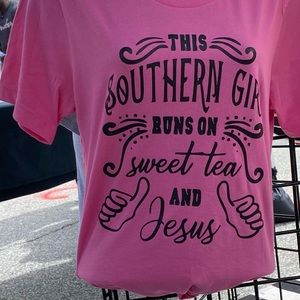 THIS
SOUTHERN GIRL
RUNS ON
sweet tea
AND
Jesus